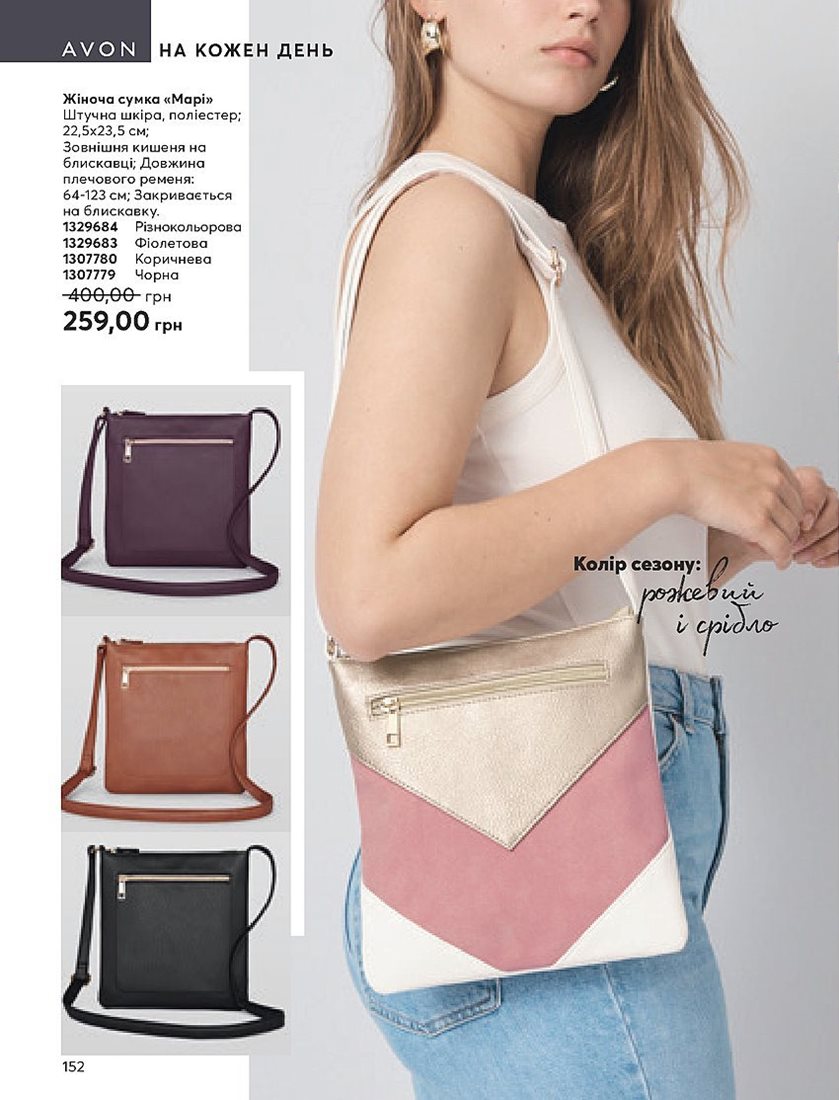 AVON НА КОЖЕН ДЕНЬ
Жіноча сумка «Марі»
Штучна шкіра, поліестер;
22,5х23,5 см;
Зовнішня кишеня на
блискавці; Довжина
плечового ременя:
64-123 см; Закривається
на блискавку.
1329684 Різнокольорова
1329683 Фіолетова
1307780 Коричнева
1307779 Чорна
400,00 грн
259,00 грн
Колір сезону:
рожевий
і срібло
152